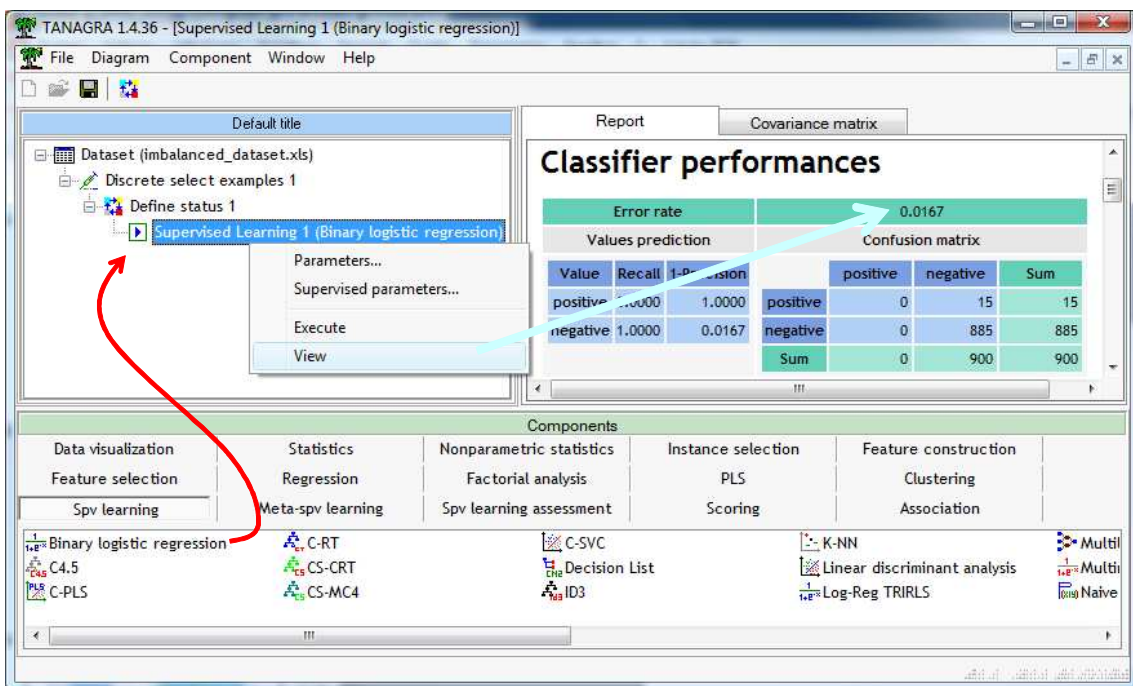 TANAGRA 1.4.36 - [Supervised Learning 1 (Binary logistic regression)]
File Diagram Component Window Help
Default title
Dataset (imbalanced_dataset.xls)
Discrete select examples 1
Define status 1
Supervised Learning 1 (Binary logistic regression)
Parameters...
Supervised parameters...
Execute
View
Report Covariance matrix
Classifier performances
Error rate 0.0167
Values prediction Confusion matrix
Value Recall 1-Precision positive negative Sum
positive 1.0000 positive 0 15 15
negative 1.0000 0.0167 negative 0 885 885
Sum 0 900 900
Components
Data visualization Statistics Nonparametric statistics Instance selection Feature construction
Feature selection Regression Factorial analysis PLS Clustering
Spv learning Meta-spv learning Spv learning assessment Scoring Association
Binary logistic regression C-RT C-SVC K-NN Multil
C4.5 CS-CRT Decision List Linear discriminant analysis Multin
C-PLS CS-MC4 ID3 Log-Reg TRIRLS Naive